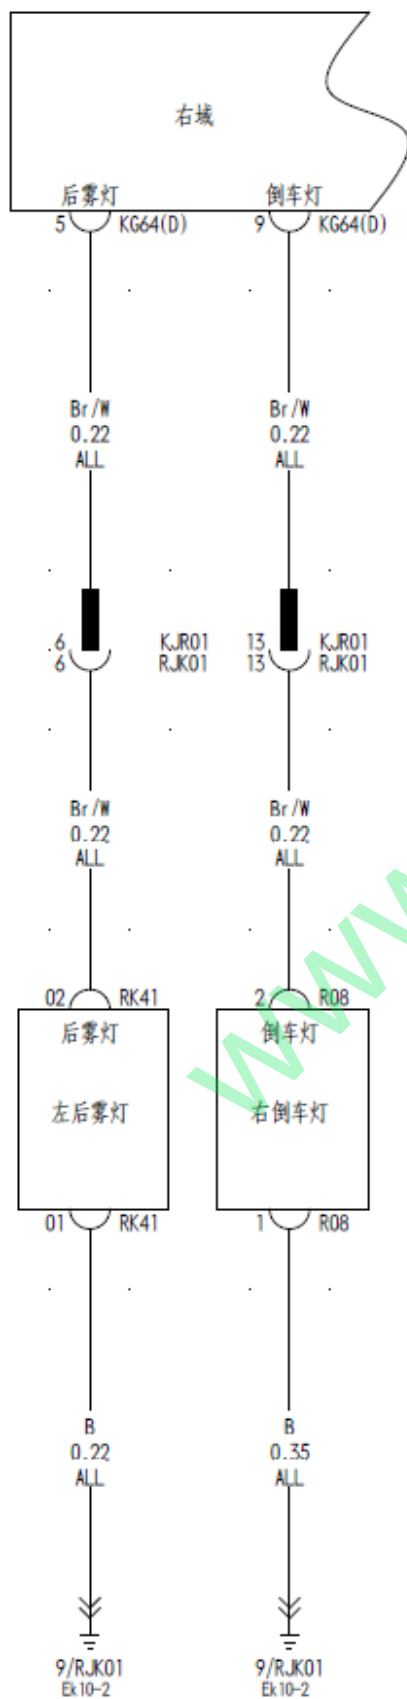 右域
后雾灯 倒车灯
5 KG64(D) 9 KG64(D)
Br/W Br/W
0.22 0.22
ALL ALL
6 KJR01 13 KJR01
6 RJK01 13 RJK01
Br/W Br/W
0.22 0.22
ALL ALL
02 RK41 2 R08
后雾灯 倒车灯
左后雾灯 右倒车灯
01 RK41 1 R08
B B
0.22 0.35
ALL ALL
9/RJK01 9/RJK01
Ek10-2 Ek10-2